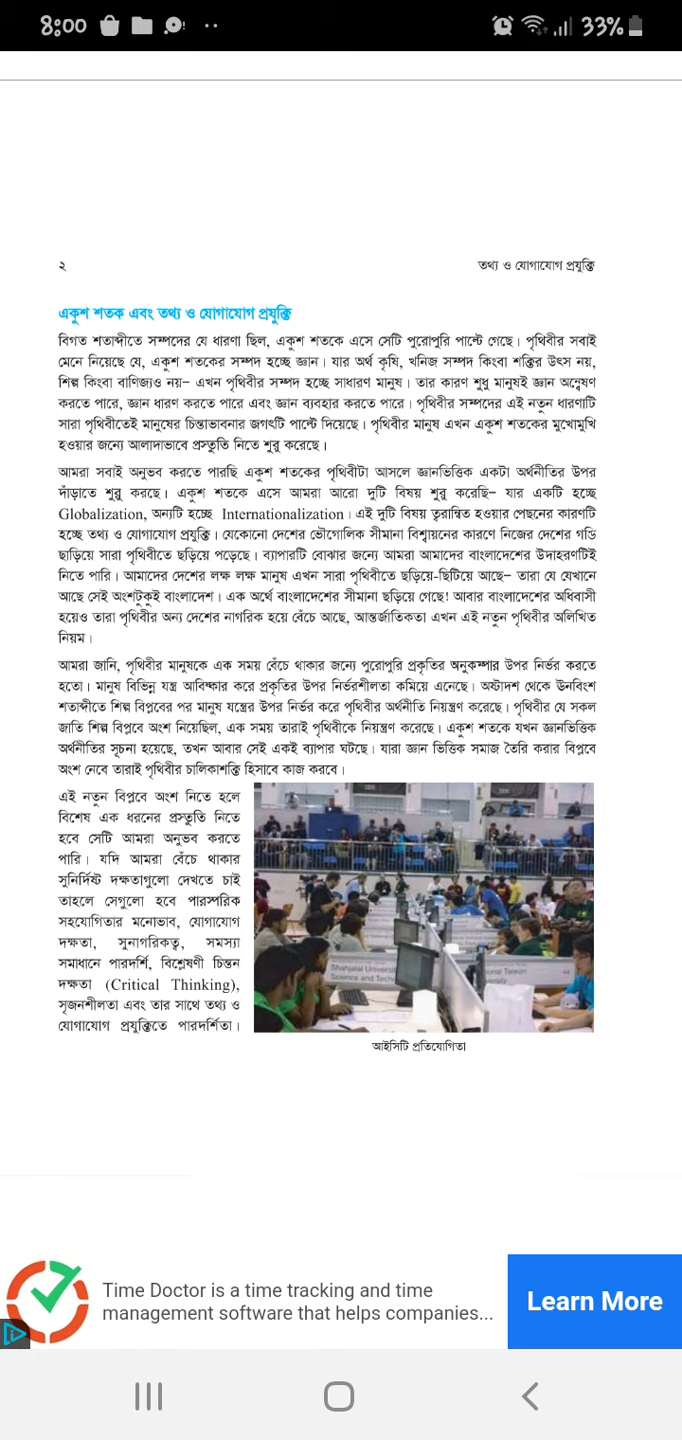 8:00
33%
২
তথ্য ও যোগাযোগ প্রযুক্তি
একুশ শতক এবং তথ্য ও যোগাযোগ প্রযুক্তি
বিগত শতাব্দীতে সম্পদের যে ধারণা ছিল, একুশ শতকে এসে সেটি পুরোপুরি পাল্টে গেছে। পৃথিবীর সবাই
মেনে নিয়েছে যে, একুশ শতকের সম্পদ হচ্ছে জ্ঞান। যার অর্থ কৃষি, খনিজ সম্পদ কিংবা শক্তির উৎস নয়,
শিল্প কিংবা বাণিজ্যও নয়– এখন পৃথিবীর সম্পদ হচ্ছে সাধারণ মানুষ। তার কারণ শুধু মানুষই জ্ঞান অন্বেষণ
করতে পারে, জ্ঞান ধারণ করতে পারে এবং জ্ঞান ব্যবহার করতে পারে। পৃথিবীর সম্পদের এই নতুন ধারণাটি
সারা পৃথিবীতেই মানুষের চিন্তাভাবনার জগৎটি পাল্টে দিয়েছে। পৃথিবীর মানুষ এখন একুশ শতকের মুখোমুখি
হওয়ার জন্যে আলাদাভাবে প্রস্তুতি নিতে শুরু করেছে।
আমরা সবাই অনুভব করতে পারছি একুশ শতকের পৃথিবীটা আসলে জ্ঞানভিত্তিক একটা অর্থনীতির উপর
দাঁড়াতে শুরু করছে। একুশ শতকে এসে আমরা আরো দুটি বিষয় শুরু করেছি– যার একটি হচ্ছে
Globalization, অন্যটি হচ্ছে Internationalization। এই দুটি বিষয় ত্বরান্বিত হওয়ার পেছনের কারণটি
হচ্ছে তথ্য ও যোগাযোগ প্রযুক্তি। যেকোনো দেশের ভৌগোলিক সীমানা বিশ্বায়নের কারণে নিজের দেশের গণ্ডি
ছাড়িয়ে সারা পৃথিবীতে ছড়িয়ে পড়েছে। ব্যাপারটি বোঝার জন্যে আমরা আমাদের বাংলাদেশের উদাহরণটিই
নিতে পারি। আমাদের দেশের লক্ষ লক্ষ মানুষ এখন সারা পৃথিবীতে ছড়িয়ে-ছিটিয়ে আছে– তারা যে যেখানে
আছে সেই অংশটুকুই বাংলাদেশ। এক অর্থে বাংলাদেশের সীমানা ছড়িয়ে গেছে! আবার বাংলাদেশের অধিবাসী
হয়েও তারা পৃথিবীর অন্য দেশের নাগরিক হয়ে বেঁচে আছে, আন্তর্জাতিকতা এখন এই নতুন পৃথিবীর অলিখিত
নিয়ম।
আমরা জানি, পৃথিবীর মানুষকে এক সময় বেঁচে থাকার জন্যে পুরোপুরি প্রকৃতির অনুকম্পার উপর নির্ভর করতে
হতো। মানুষ বিভিন্ন যন্ত্র আবিষ্কার করে প্রকৃতির উপর নির্ভরশীলতা কমিয়ে এনেছে। অষ্টাদশ থেকে ঊনবিংশ
শতাব্দীতে শিল্প বিপ্লবের পর মানুষ যন্ত্রের উপর নির্ভর করে পৃথিবীর অর্থনীতি নিয়ন্ত্রণ করেছে। পৃথিবীর যে সকল
জাতি শিল্প বিপ্লবে অংশ নিয়েছিল, এক সময় তারাই পৃথিবীকে নিয়ন্ত্রণ করেছে। একুশ শতকে যখন জ্ঞানভিত্তিক
অর্থনীতির সূচনা হয়েছে, তখন আবার সেই একই ব্যাপার ঘটছে। যারা জ্ঞান ভিত্তিক সমাজ তৈরি করার বিপ্লবে
অংশ নেবে তারাই পৃথিবীর চালিকাশক্তি হিসাবে কাজ করবে।
এই নতুন বিপ্লবে অংশ নিতে হলে
বিশেষ এক ধরনের প্রস্তুতি নিতে
হবে সেটি আমরা অনুভব করতে
পারি। যদি আমরা বেঁচে থাকার
সুনির্দিষ্ট দক্ষতাগুলো দেখতে চাই
তাহলে সেগুলো হবে পারস্পরিক
সহযোগিতার মনোভাব, যোগাযোগ
দক্ষতা, সুনাগরিকত্ব, সমস্যা
সমাধানে পারদর্শি, বিশ্লেষণী চিন্তন
দক্ষতা (Critical Thinking),
সৃজনশীলতা এবং তার সাথে তথ্য ও
যোগাযোগ প্রযুক্তিতে পারদর্শিতা।
Shahjalal Universi
Science and Techno
onal Taiwan
versity
আইসিটি প্রতিযোগিতা
Time Doctor is a time tracking and time
management software that helps companies...
Learn More